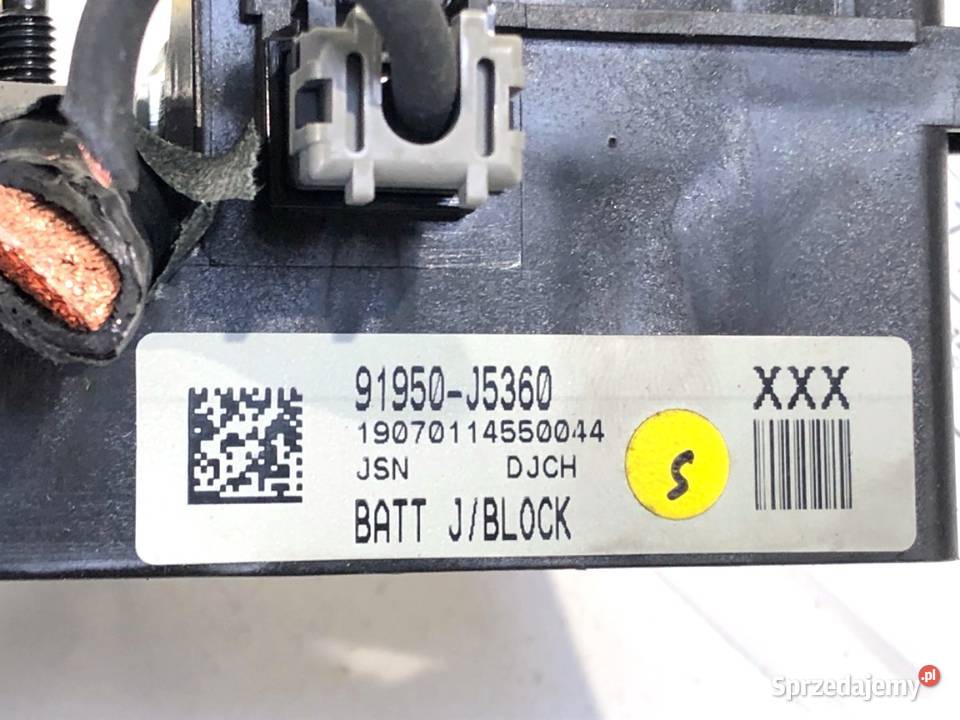 91950-J5360
19070114550044
JSN DJCH
BATT J/BLOCK
XXX
S
Sprzedajemy.pl